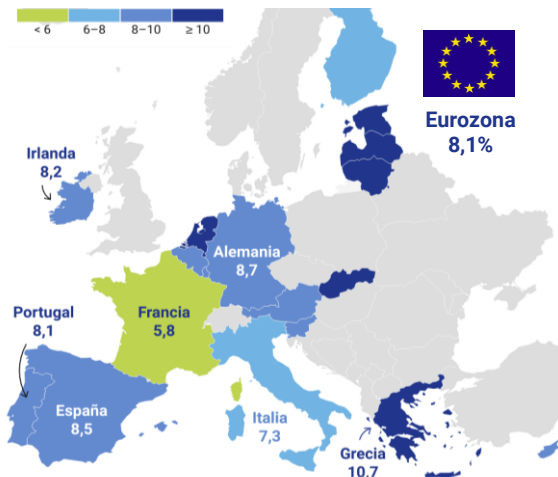 < 6
6–8
8–10
≥ 10
Eurozona
8,1%
Irlanda
8,2
Alemania
8,7
Portugal
8,1
Francia
5,8
España
8,5
Italia
7,3
Grecia
10,7